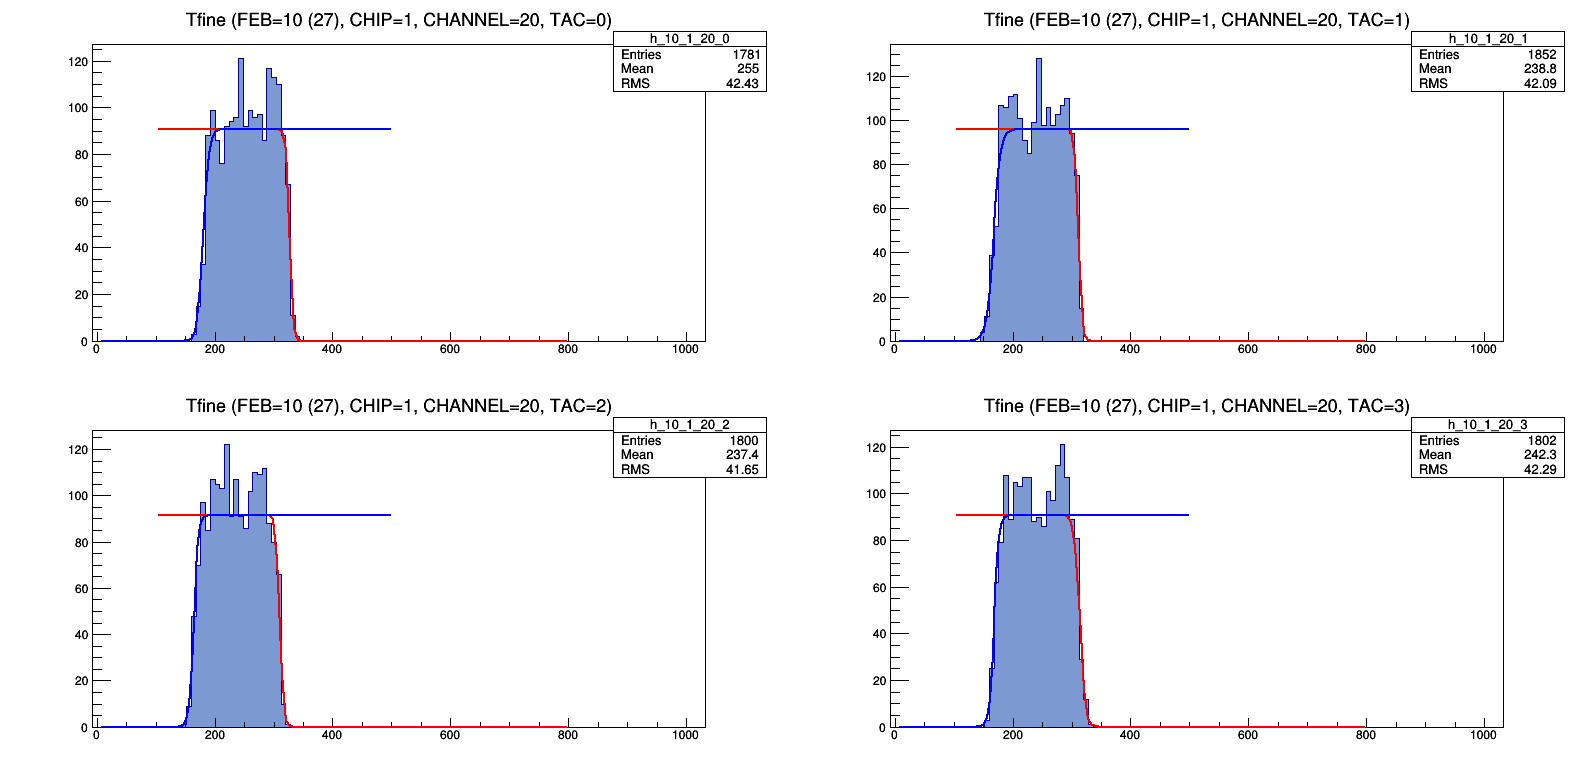 Tfine (FEB=10 (27), CHIP=1, CHANNEL=20, TAC=0)
h_10_1_20_0
Entries 1781
Mean 255
RMS 42.43
120
100
80
60
40
20
0
0 200 400 600 800 1000
Tfine (FEB=10 (27), CHIP=1, CHANNEL=20, TAC=1)
h_10_1_20_1
Entries 1852
Mean 238.8
RMS 42.09
120
100
80
60
40
20
0
0 200 400 600 800 1000
Tfine (FEB=10 (27), CHIP=1, CHANNEL=20, TAC=2)
h_10_1_20_2
Entries 1800
Mean 237.4
RMS 41.65
120
100
80
60
40
20
0
0 200 400 600 800 1000
Tfine (FEB=10 (27), CHIP=1, CHANNEL=20, TAC=3)
h_10_1_20_3
Entries 1802
Mean 242.3
RMS 42.29
120
100
80
60
40
20
0
0 200 400 600 800 1000